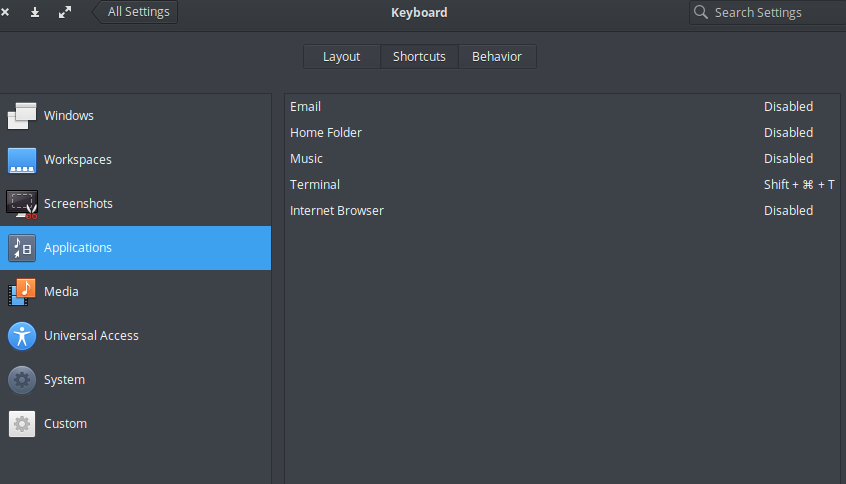 All Settings
Keyboard
Search Settings
Layout
Shortcuts
Behavior
Windows
Workspaces
Screenshots
Applications
Media
Universal Access
System
Custom
Email Disabled
Home Folder Disabled
Music Disabled
Terminal Shift + ⌘ + T
Internet Browser Disabled